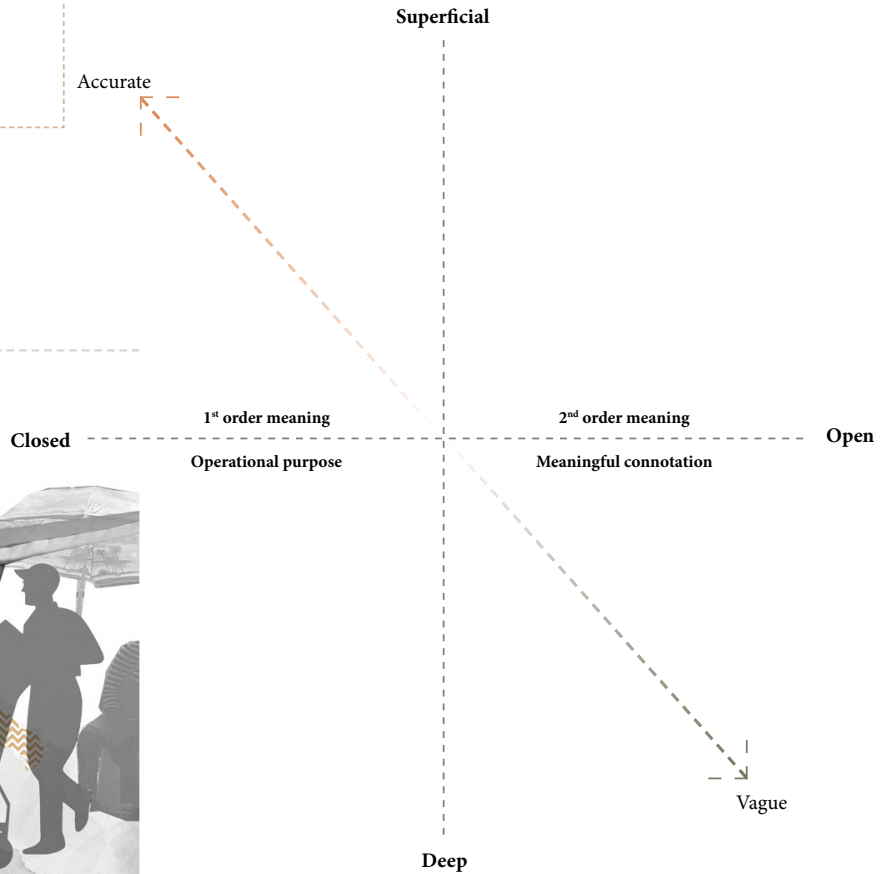 Superficial
Accurate
1st order meaning
2nd order meaning
Closed
Open
Operational purpose
Meaningful connotation
Vague
Deep